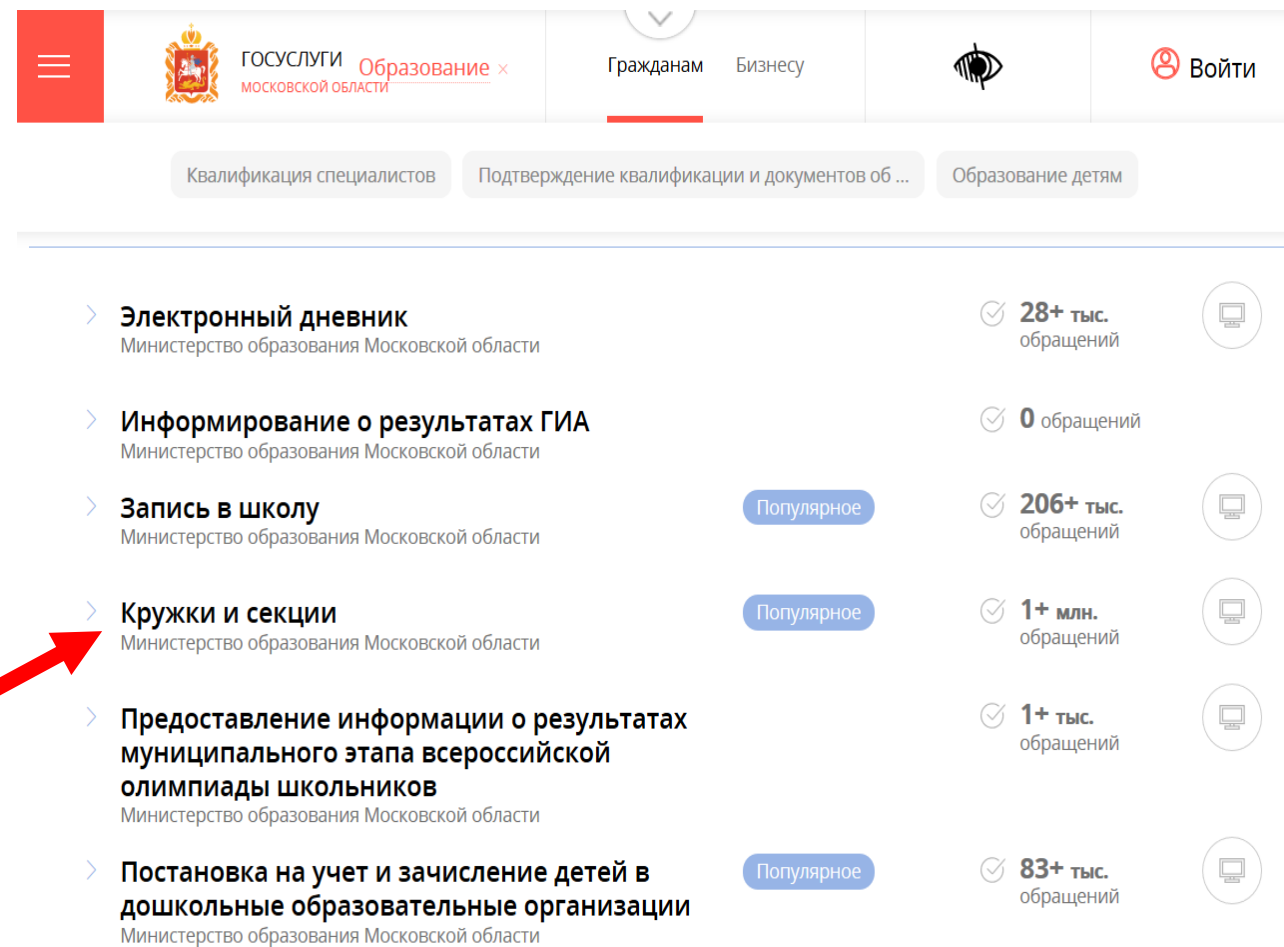 ГОСУСЛУГИ
МОСКОВСКОЙ ОБЛАСТИ
Образование ×
Гражданам
Бизнесу
Войти
Квалификация специалистов
Подтверждение квалификации и документов об ...
Образование детям
Электронный дневник
Министерство образования Московской области
28+ тыс.
обращений
Информирование о результатах ГИА
Министерство образования Московской области
0 обращений
Запись в школу
Министерство образования Московской области
Популярное
206+ тыс.
обращений
Кружки и секции
Министерство образования Московской области
Популярное
1+ млн.
обращений
Предоставление информации о результатах
муниципального этапа всероссийской
олимпиады школьников
Министерство образования Московской области
1+ тыс.
обращений
Постановка на учет и зачисление детей в
дошкольные образовательные организации
Министерство образования Московской области
Популярное
83+ тыс.
обращений